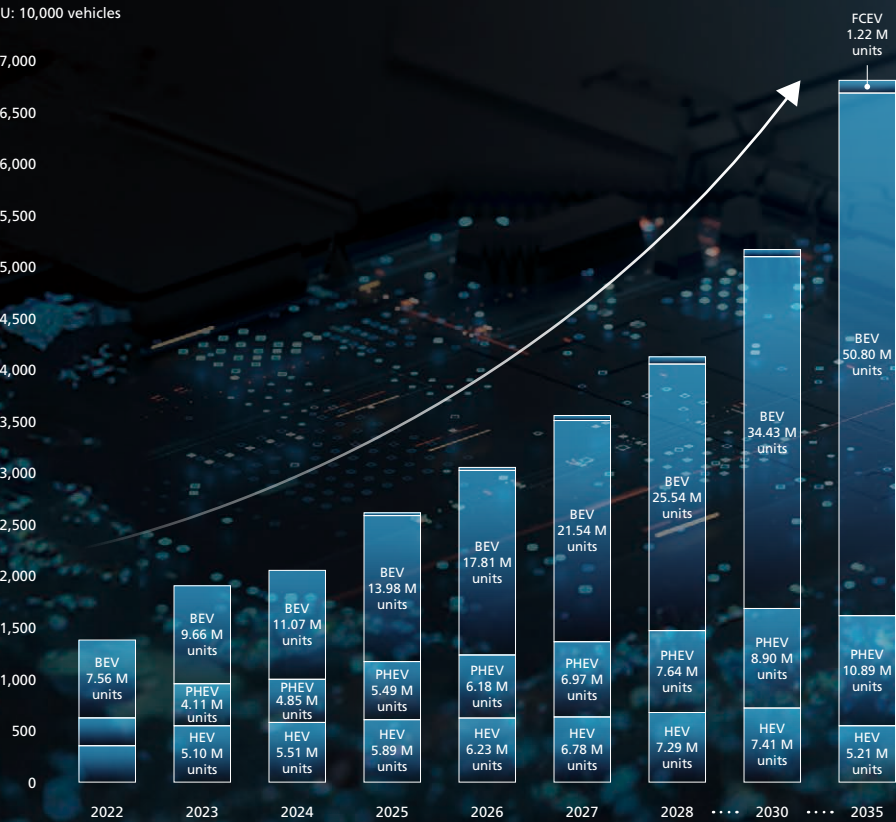 U: 10,000 vehicles
7,000
6,500
6,000
5,500
5,000
4,500
4,000
3,500
3,000
2,500
2,000
1,500
1,000
500
0
BEV
7.56 M
units
2022
BEV
9.66 M
units
PHEV
4.11 M
units
HEV
5.10 M
units
2023
BEV
11.07 M
units
PHEV
4.85 M
units
HEV
5.51 M
units
2024
BEV
13.98 M
units
PHEV
5.49 M
units
HEV
5.89 M
units
2025
BEV
17.81 M
units
PHEV
6.18 M
units
HEV
6.23 M
units
2026
BEV
21.54 M
units
PHEV
6.97 M
units
HEV
6.78 M
units
2027
BEV
25.54 M
units
PHEV
7.64 M
units
HEV
7.29 M
units
2028
BEV
34.43 M
units
PHEV
8.90 M
units
HEV
7.41 M
units
2030
FCEV
1.22 M
units
BEV
50.80 M
units
PHEV
10.89 M
units
HEV
5.21 M
units
2035